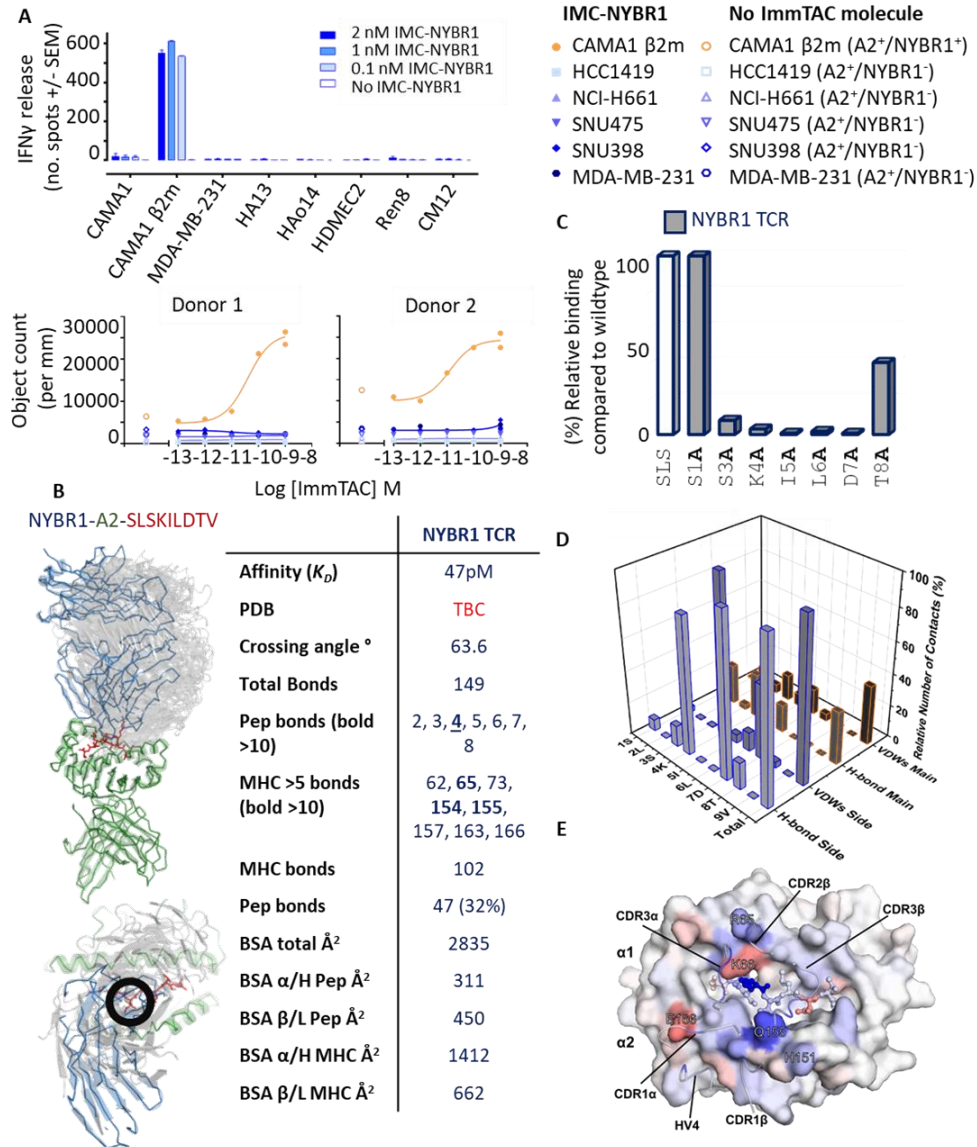 A
IFNγ release
(no. spots +/- SEMI)
600
400
200
0
2 nM IMC-NYBR1
1 nM IMC-NYBR1
0.1 nM IMC-NYBR1
No IMC-NYBR1
CAMA1
CAMA1 β2m
MDA-MB-231
HA13
HAo14
HDMEC2
Ren8
CM12
IMC-NYBR1
No ImmTAC molecule
CAMA1 β2m
CAMA1 β2m (A2⁺/NYBR1⁺)
HCC1419
HCC1419 (A2⁺/NYBR1⁻)
NCI-H661
NCI-H661 (A2⁺/NYBR1⁻)
SNU475
SNU475 (A2⁺/NYBR1⁻)
SNU398
SNU398 (A2⁺/NYBR1⁻)
MDA-MB-231
MDA-MB-231 (A2⁺/NYBR1⁻)
Donor 1
Donor 2
Object count
(per mm)
30000
20000
10000
0
-13-12-11-10-9-8
-13-12-11-10-9-8
Log [ImmTAC] M
C
NYBR1 TCR
(%) Relative binding
compared to wildtype
100
50
0
SLS
S1A
S3A
K4A
I5A
L6A
D7A
T8A
B
NYBR1-A2-SLSKILDTV
NYBR1 TCR
Affinity (K_D)
47pM
PDB
TBC
Crossing angle °
63.6
Total Bonds
149
Pep bonds (bold
>10)
2, 3, 4, 5, 6, 7,
8
MHC >5 bonds
(bold >10)
62, 65, 73,
154, 155,
157, 163, 166
MHC bonds
102
Pep bonds
47 (32%)
BSA total Å²
2835
BSA α/H Pep Å²
311
BSA β/L Pep Å²
450
BSA α/H MHC Å²
1412
BSA β/L MHC Å²
662
D
100
80
60
40
20
0
Relative Number of Contacts (%)
1S
2L
3S
4K
5I
6L
7D
8T
9V
Total
VDWs Main
H-bond Main
VDWs Side
H-bond Side
E
CDR2β
CDR3α
CDR3β
α1
K66
α2
Q155
H151
CDR1α
HV4
CDR1β